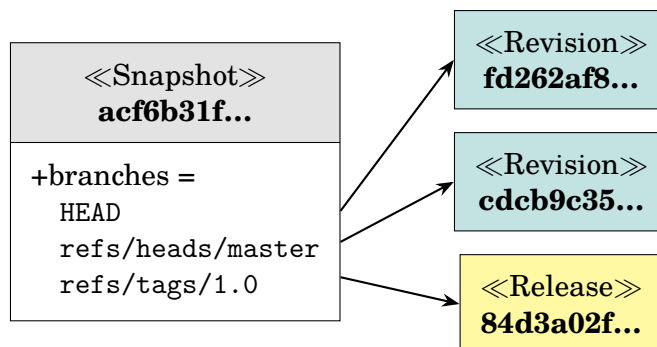 ≪Snapshot≫
acf6b31f...
+branches =
HEAD
refs/heads/master
refs/tags/1.0
≪Revision≫
fd262af8...
≪Revision≫
cdcb9c35...
≪Release≫
84d3a02f...